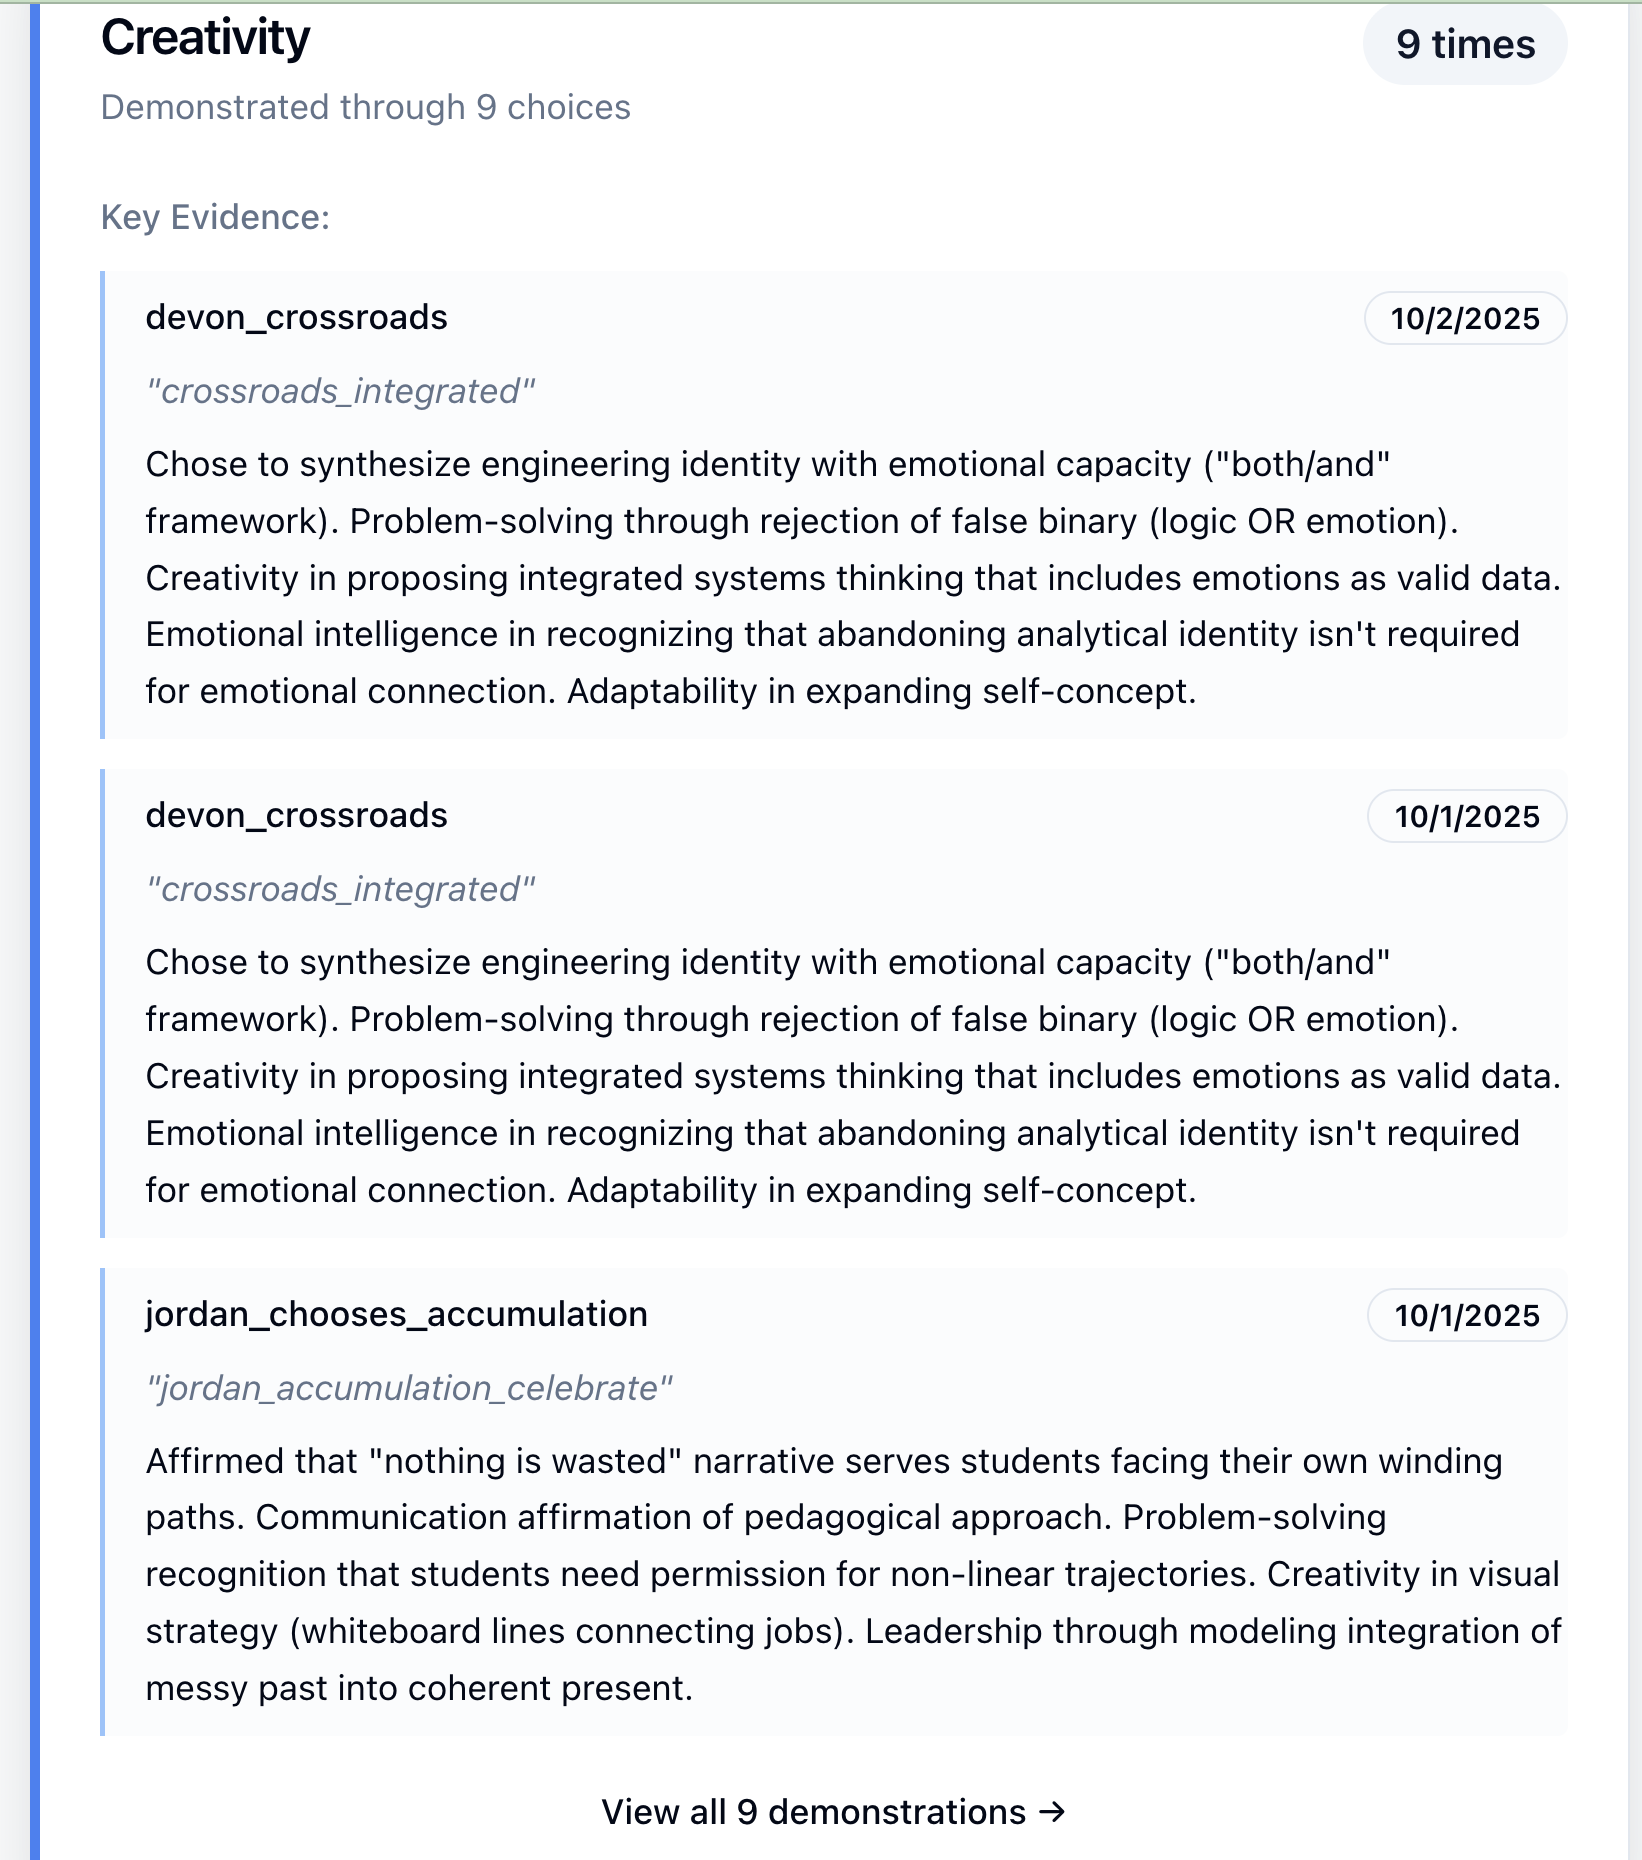 Creativity
9 times
Demonstrated through 9 choices
Key Evidence:
devon_crossroads
10/2/2025
"crossroads_integrated"
Chose to synthesize engineering identity with emotional capacity ("both/and"
framework). Problem-solving through rejection of false binary (logic OR emotion).
Creativity in proposing integrated systems thinking that includes emotions as valid data.
Emotional intelligence in recognizing that abandoning analytical identity isn't required
for emotional connection. Adaptability in expanding self-concept.
devon_crossroads
10/1/2025
"crossroads_integrated"
Chose to synthesize engineering identity with emotional capacity ("both/and"
framework). Problem-solving through rejection of false binary (logic OR emotion).
Creativity in proposing integrated systems thinking that includes emotions as valid data.
Emotional intelligence in recognizing that abandoning analytical identity isn't required
for emotional connection. Adaptability in expanding self-concept.
jordan_chooses_accumulation
10/1/2025
"jordan_accumulation_celebrate"
Affirmed that "nothing is wasted" narrative serves students facing their own winding
paths. Communication affirmation of pedagogical approach. Problem-solving
recognition that students need permission for non-linear trajectories. Creativity in visual
strategy (whiteboard lines connecting jobs). Leadership through modeling integration of
messy past into coherent present.
View all 9 demonstrations →